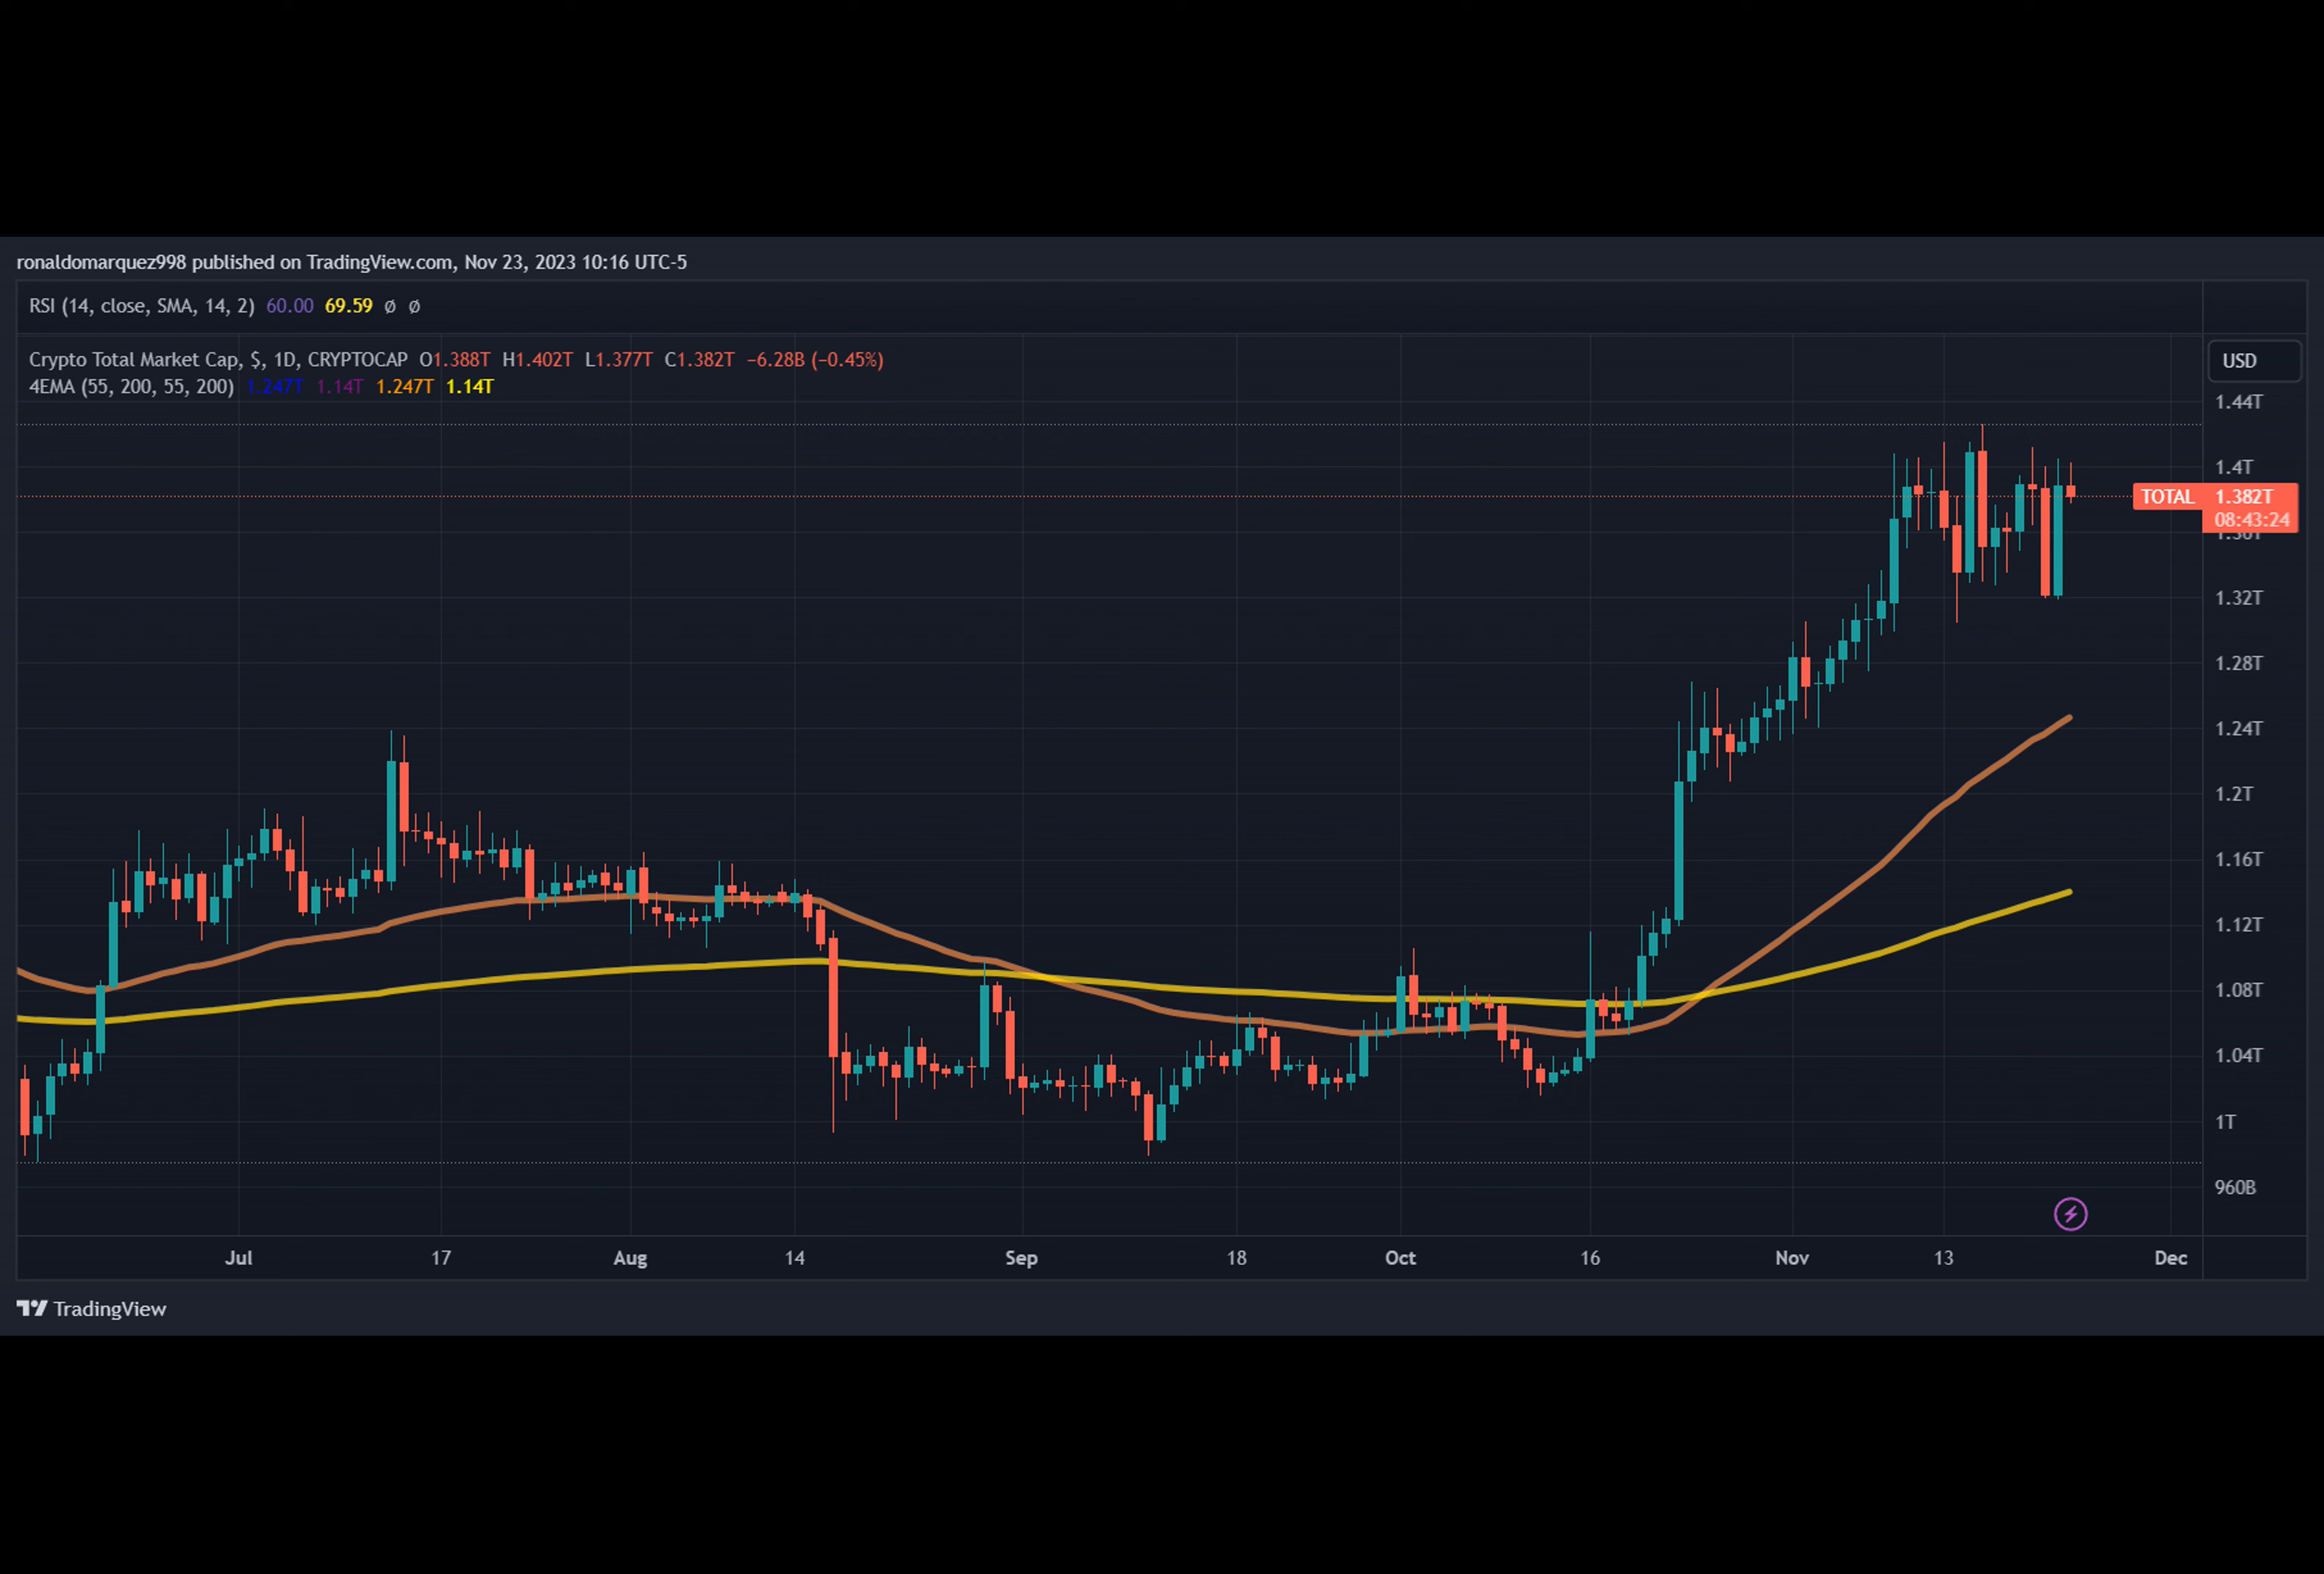 ronaldomarquez998 published on TradingView.com, Nov 23, 2023 10:16 UTC-5
RSI (14, close, SMA, 14, 2) 60.00 69.59 ∅ ∅
Crypto Total Market Cap, $, 1D, CRYPTOCAP O1.388T H1.402T L1.377T C1.382T −6.28B (−0.45%)
4EMA (55, 200, 55, 200) 1.247T 1.14T 1.247T 1.14T
USD
1.44T
1.4T
TOTAL 1.382T
08:43:24
1.32T
1.28T
1.24T
1.2T
1.16T
1.12T
1.08T
1.04T
1T
960B
Jul 17 Aug 14 Sep 18 Oct 16 Nov 13 Dec
TradingView